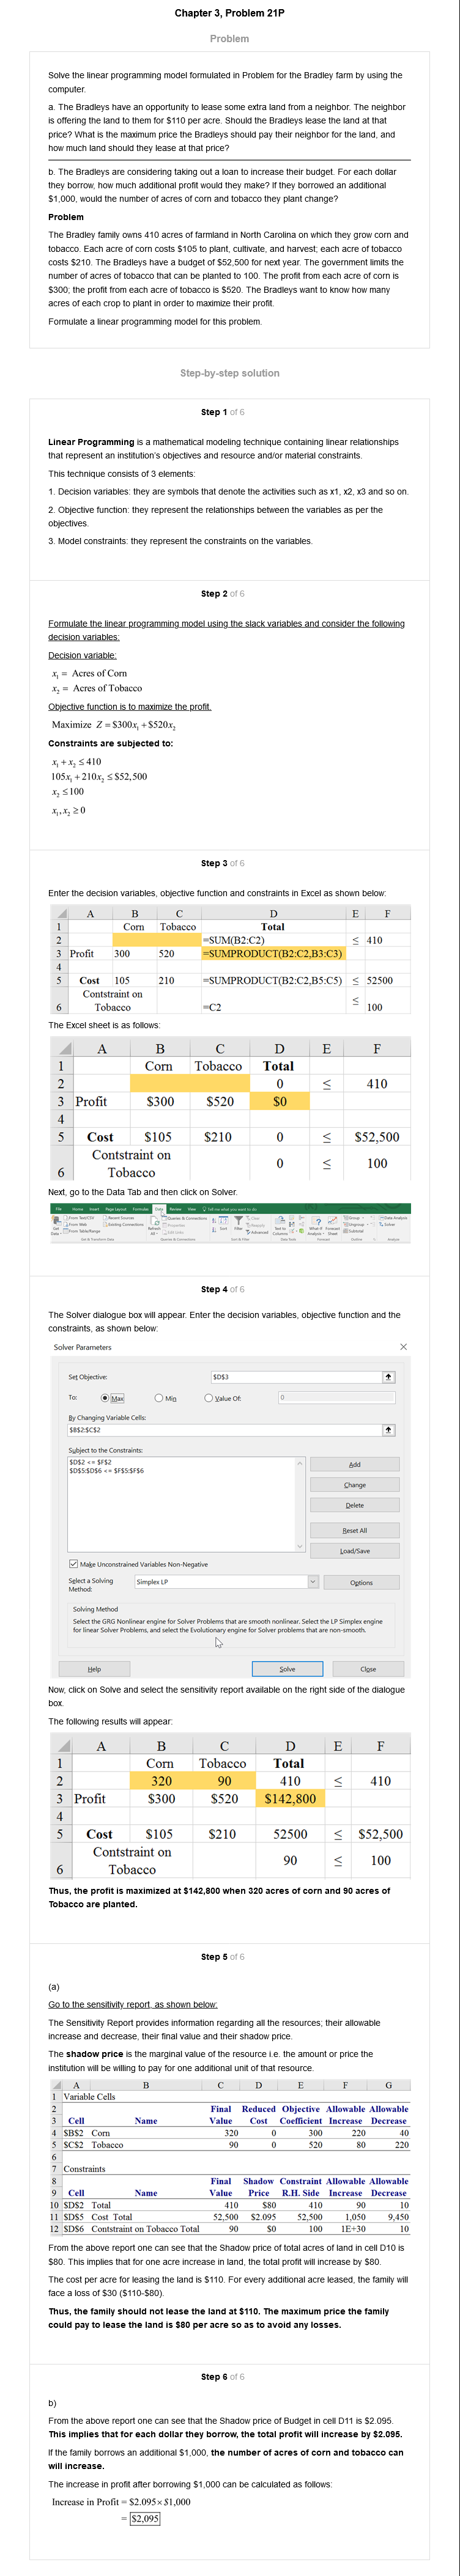 Chapter 3, Problem 21P
Problem
Solve the linear programming model formulated in Problem for the Bradley farm by using the
computer.
a. The Bradleys have an opportunity to lease some extra land from a neighbor. The neighbor
is offering the land to them for $110 per acre. Should the Bradleys lease the land at that
price? What is the maximum price the Bradleys should pay their neighbor for the land, and
how much land should they lease at that price?
b. The Bradleys are considering taking out a loan to increase their budget. For each dollar
they borrow, how much additional profit would they make? If they borrowed an additional
$1,000, would the number of acres of corn and tobacco they plant change?
Problem
The Bradley family owns 410 acres of farmland in North Carolina on which they grow corn and
tobacco. Each acre of corn costs $105 to plant, cultivate, and harvest; each acre of tobacco
costs $210. The Bradleys have a budget of $52,500 for next year. The government limits the
number of acres of tobacco that can be planted to 100. The profit from each acre of corn is
$300; the profit from each acre of tobacco is $520. The Bradleys want to know how many
acres of each crop to plant in order to maximize their profit.
Formulate a linear programming model for this problem.
Step-by-step solution
Step 1 of 6
Linear Programming is a mathematical modeling technique containing linear relationships
that represent an institution's objectives and resource and/or material constraints.
This technique consists of 3 elements:
1. Decision variables: they are symbols that denote the activities such as x1, x2, x3 and so on.
2. Objective function: they represent the relationships between the variables as per the
objectives.
3. Model constraints: they represent the constraints on the variables.
Step 2 of 6
Formulate the linear programming model using the slack variables and consider the following
decision variables:
Decision variable:
x₁ = Acres of Corn
x₂ = Acres of Tobacco
Objective function is to maximize the profit.
Maximize Z = $300x₁ + $520x₂
Constraints are subjected to:
x₁ + x₂ ≤ 410
105x₁ + 210x₂ ≤ $52,500
x₂ ≤ 100
x₁, x₂ ≥ 0
Step 3 of 6
Enter the decision variables, objective function and constraints in Excel as shown below:
A B C D E F
1 Corn Tobacco Total
2 =SUM(B2:C2) ≤ 410
3 Profit 300 520 =SUMPRODUCT(B2:C2,B3:C3)
4
5 Cost 105 210 =SUMPRODUCT(B2:C2,B5:C5) ≤ 52500
Contstraint on
6 Tobacco =C2 ≤ 100
The Excel sheet is as follows:
A B C D E F
1 Corn Tobacco Total
2 0 ≤ 410
3 Profit $300 $520 $0
4
5 Cost $105 $210 0 ≤ $52,500
Contstraint on
6 Tobacco 0 ≤ 100
Next, go to the Data Tab and then click on Solver.
File Home Insert Page Layout Formulas Data Review View Tell me what you want to do
Step 4 of 6
The Solver dialogue box will appear. Enter the decision variables, objective function and the
constraints, as shown below:
Solver Parameters
Set Objective: $D$3
To: Max Min Value Of: 0
By Changing Variable Cells:
$B$2:$C$2
Subject to the Constraints:
$D$2 <= $F$2
$D$5:$D$6 <= $F$5:$F$6
Add
Change
Delete
Reset All
Load/Save
Make Unconstrained Variables Non-Negative
Select a Solving Method: Simplex LP Options
Solving Method
Select the GRG Nonlinear engine for Solver Problems that are smooth nonlinear. Select the LP Simplex engine
for linear Solver Problems, and select the Evolutionary engine for Solver problems that are non-smooth.
Help Solve Close
Now, click on Solve and select the sensitivity report available on the right side of the dialogue
box.
The following results will appear:
A B C D E F
1 Corn Tobacco Total
2 320 90 410 ≤ 410
3 Profit $300 $520 $142,800
4
5 Cost $105 $210 52500 ≤ $52,500
Contstraint on
6 Tobacco 90 ≤ 100
Thus, the profit is maximized at $142,800 when 320 acres of corn and 90 acres of
Tobacco are planted.
Step 5 of 6
(a)
Go to the sensitivity report, as shown below:
The Sensitivity Report provides information regarding all the resources; their allowable
increase and decrease, their final value and their shadow price.
The shadow price is the marginal value of the resource i.e. the amount or price the
institution will be willing to pay for one additional unit of that resource.
A B C D E F G
1 Variable Cells
2 Final Reduced Objective Allowable Allowable
3 Cell Name Value Cost Coefficient Increase Decrease
4 $B$2 Corn 320 0 300 220 40
5 $C$2 Tobacco 90 0 520 80 220
6
7 Constraints
8 Final Shadow Constraint Allowable Allowable
9 Cell Name Value Price R.H. Side Increase Decrease
10 $D$2 Total 410 $80 410 90 10
11 $D$5 Cost Total 52,500 $2.095 52,500 1,050 9,450
12 $D$6 Contstraint on Tobacco Total 90 $0 100 1E+30 10
From the above report one can see that the Shadow price of total acres of land in cell D10 is
$80. This implies that for one acre increase in land, the total profit will increase by $80.
The cost per acre for leasing the land is $110. For every additional acre leased, the family will
face a loss of $30 ($110-$80).
Thus, the family should not lease the land at $110. The maximum price the family
could pay to lease the land is $80 per acre so as to avoid any losses.
Step 6 of 6
b)
From the above report one can see that the Shadow price of Budget in cell D11 is $2.095.
This implies that for each dollar they borrow, the total profit will increase by $2.095.
If the family borrows an additional $1,000, the number of acres of corn and tobacco can
will increase.
The increase in profit after borrowing $1,000 can be calculated as follows:
Increase in Profit = $2.095 × $1,000
= $2,095